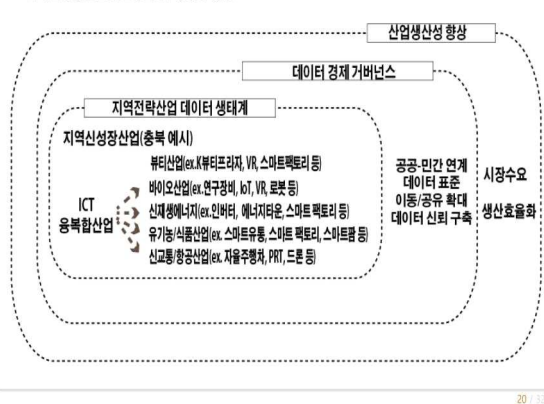 산업생산성 향상
데이터 경제 거버넌스
지역전략산업 데이터 생태계
지역신성장산업(충북 예시)
뷰티산업(ex.K뷰티프라자, VR, 스마트팩토리 등)
바이오산업(ex.연구장비, IoT, VR, 로봇 등)
신재생에너지(ex.인버터, 에너지타운, 스마트 팩토리 등)
유기농/식품산업(ex. 스마트유통, 스마트 팩토리, 스마트팜 등)
신교통/항공산업(ex. 자율주행차, PRT, 드론 등)
ICT
융복합산업
공공-민간 연계
데이터 표준
이동/공유 확대
데이터 신뢰 구축
시장수요
생산효율화
20 / 32